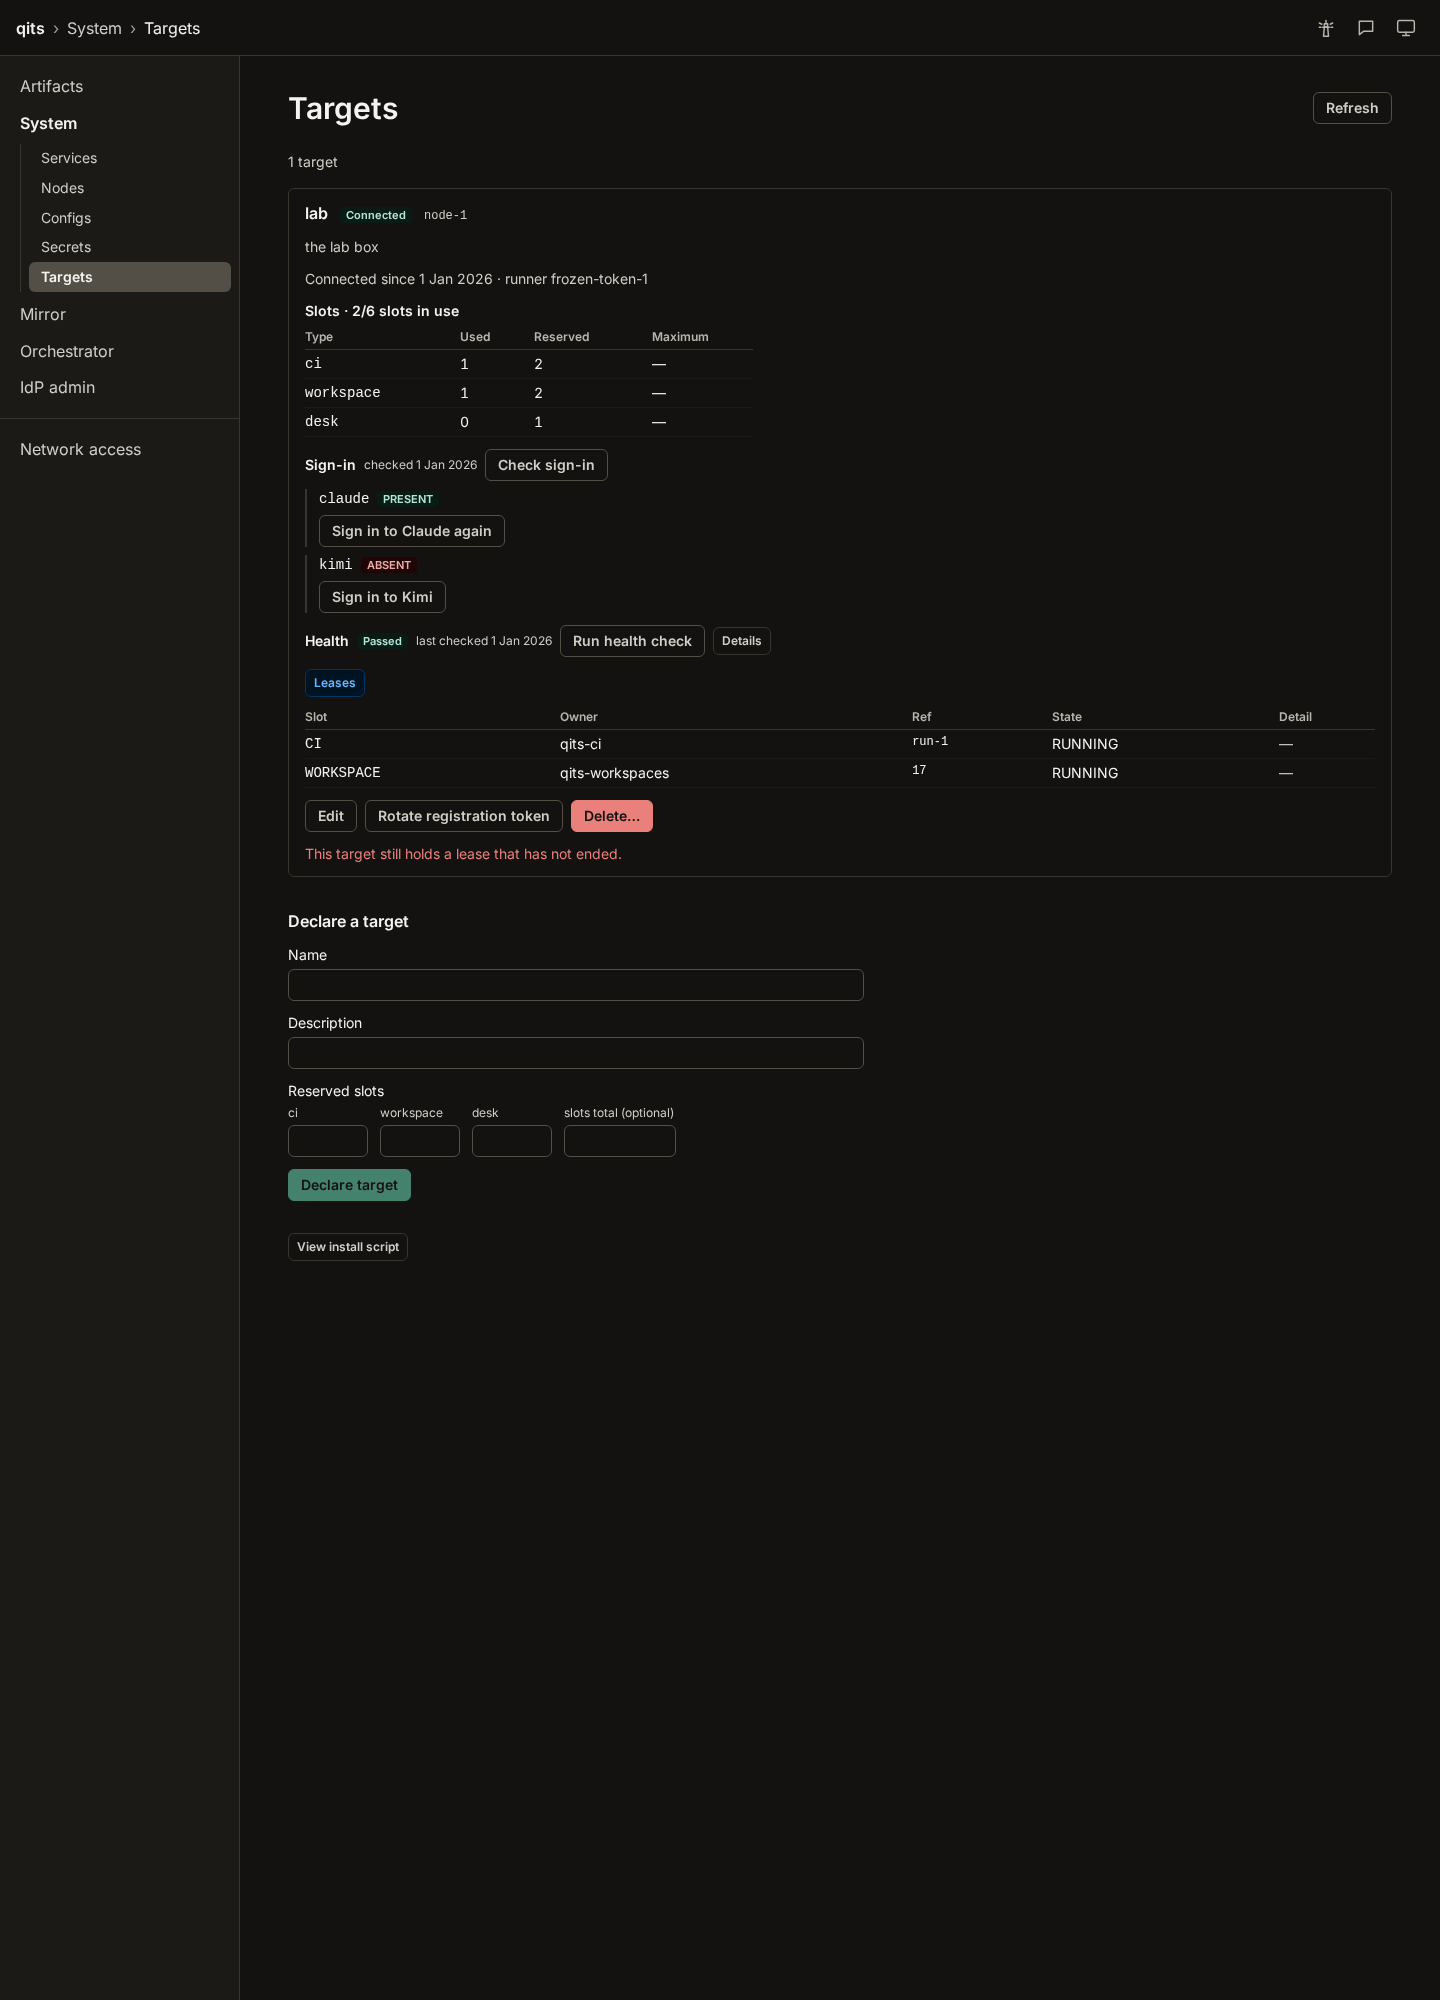 qits › System › Targets
Artifacts
System
Services
Nodes
Configs
Secrets
Targets
Mirror
Orchestrator
IdP admin
Network access
Targets
Refresh
1 target
lab Connected node-1
the lab box
Connected since 1 Jan 2026 · runner frozen-token-1
Slots · 2/6 slots in use
Type Used Reserved Maximum
ci 1 2 —
workspace 1 2 —
desk 0 1 —
Sign-in checked 1 Jan 2026 Check sign-in
claude PRESENT
Sign in to Claude again
kimi ABSENT
Sign in to Kimi
Health Passed last checked 1 Jan 2026 Run health check Details
Leases
Slot Owner Ref State Detail
CI qits-ci run-1 RUNNING —
WORKSPACE qits-workspaces 17 RUNNING —
Edit Rotate registration token Delete…
This target still holds a lease that has not ended.
Declare a target
Name
Description
Reserved slots
ci workspace desk slots total (optional)
Declare target
View install script